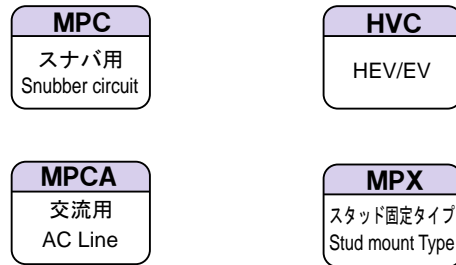 MPC
スナバ用
Snubber circuit
HVC
HEV/EV
MPCA
交流用
AC Line
MPX
スタッド固定タイプ
Stud mount Type